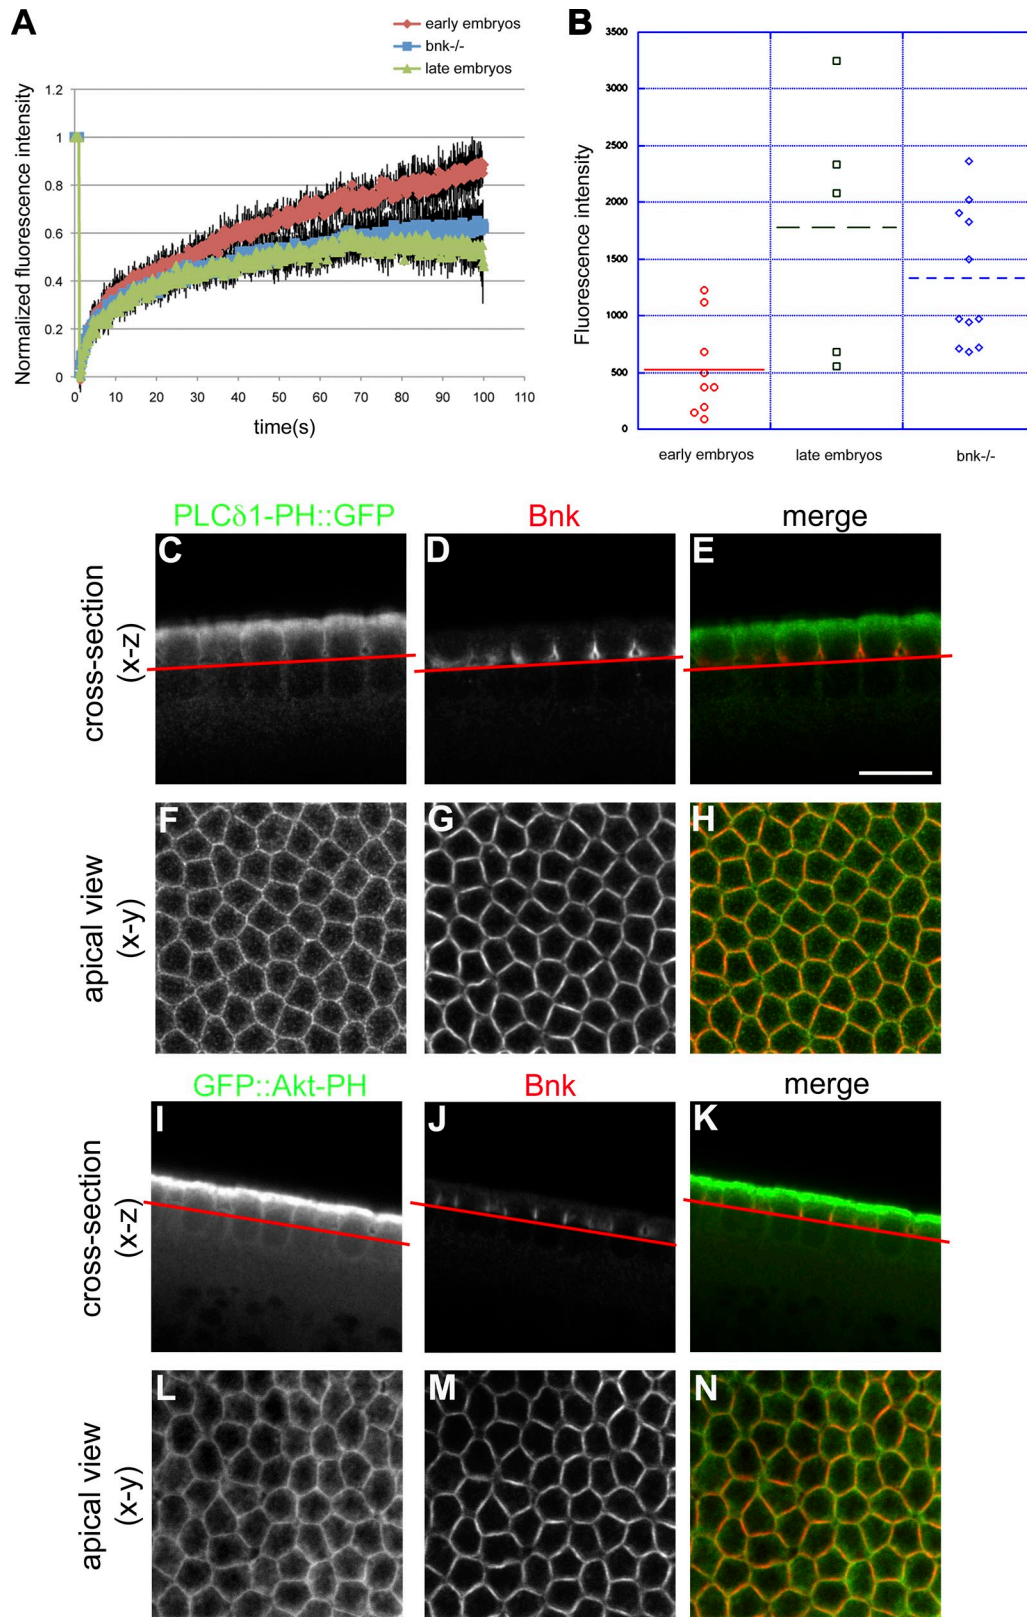 A
early embryos
bnk-/-
late embryos
Normalized fluorescence intensity
1.2
1
0.8
0.6
0.4
0.2
0
0 10 20 30 40 50 60 70 80 90 100 110
time(s)
B
Fluorescence intensity
3500
3000
2500
2000
1500
1000
500
0
early embryos late embryos bnk-/-
PLCδ1-PH::GFP Bnk merge
cross-section
(x-z)
C D E
apical view
(x-y)
F G H
GFP::Akt-PH Bnk merge
cross-section
(x-z)
I J K
apical view
(x-y)
L M N